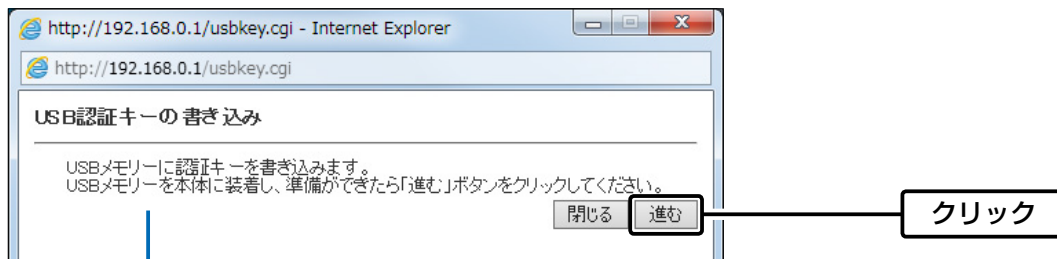 http://192.168.0.1/usbkey.cgi - Internet Explorer
http://192.168.0.1/usbkey.cgi
USB認証キーの書き込み
USBメモリーに認証キーを書き込みます。
USBメモリーを本体に装着し、準備ができたら「進む」ボタンをクリックしてください。
閉じる 進む クリック